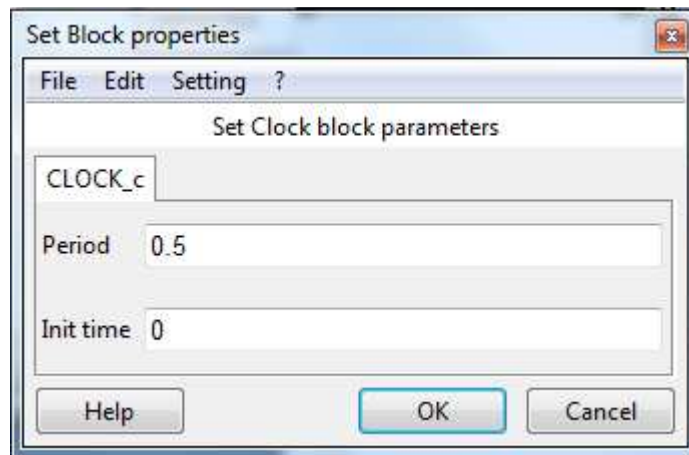 Set Block properties
File Edit Setting ?
Set Clock block parameters
CLOCK_c
Period 0.5
Init time 0
Help OK Cancel